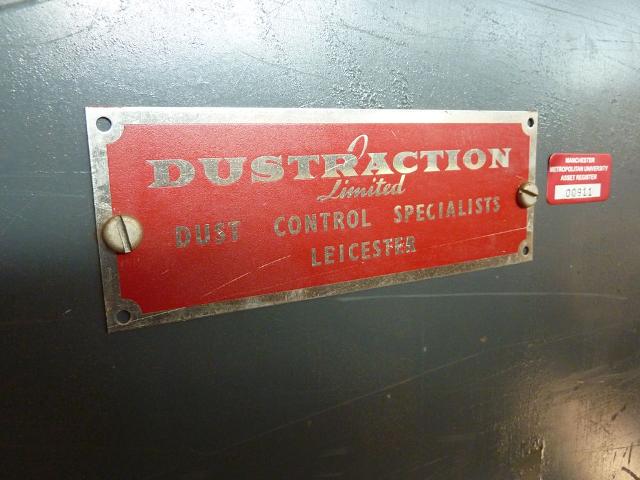 DUSTRACTION
Limited
DUST CONTROL SPECIALISTS
LEICESTER
MANCHESTER
METROPOLITAN UNIVERSITY
ASSET REGISTER
00911